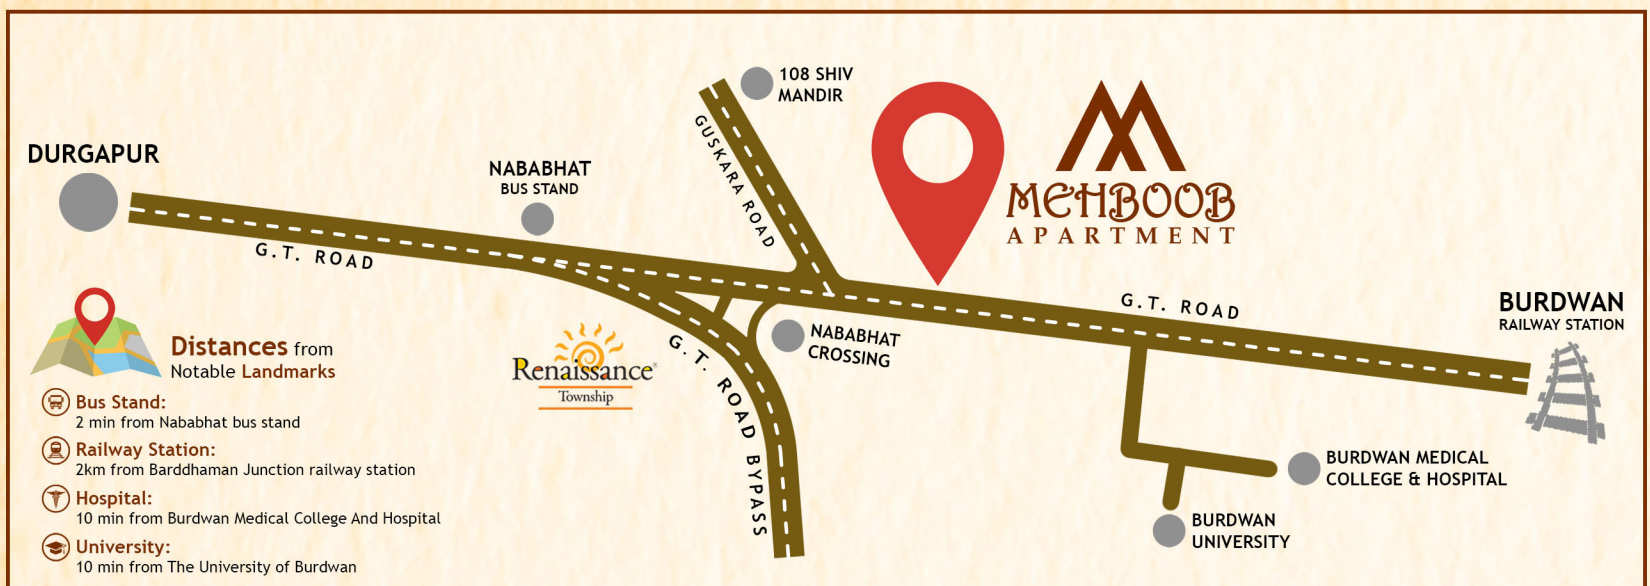 108 SHIV
MANDIR
GUSKARA ROAD
MEHBOOB
APARTMENT
DURGAPUR
NABABHAT
BUS STAND
G.T. ROAD
G.T. ROAD
BURDWAN
RAILWAY STATION
NABABHAT
CROSSING
G.T. ROAD BYPASS
Renaissance®
Township
BURDWAN MEDICAL
COLLEGE & HOSPITAL
BURDWAN
UNIVERSITY
Distances from
Notable Landmarks
Bus Stand:
2 min from Nababhat bus stand
Railway Station:
2km from Barddhaman Junction railway station
Hospital:
10 min from Burdwan Medical College And Hospital
University:
10 min from The University of Burdwan